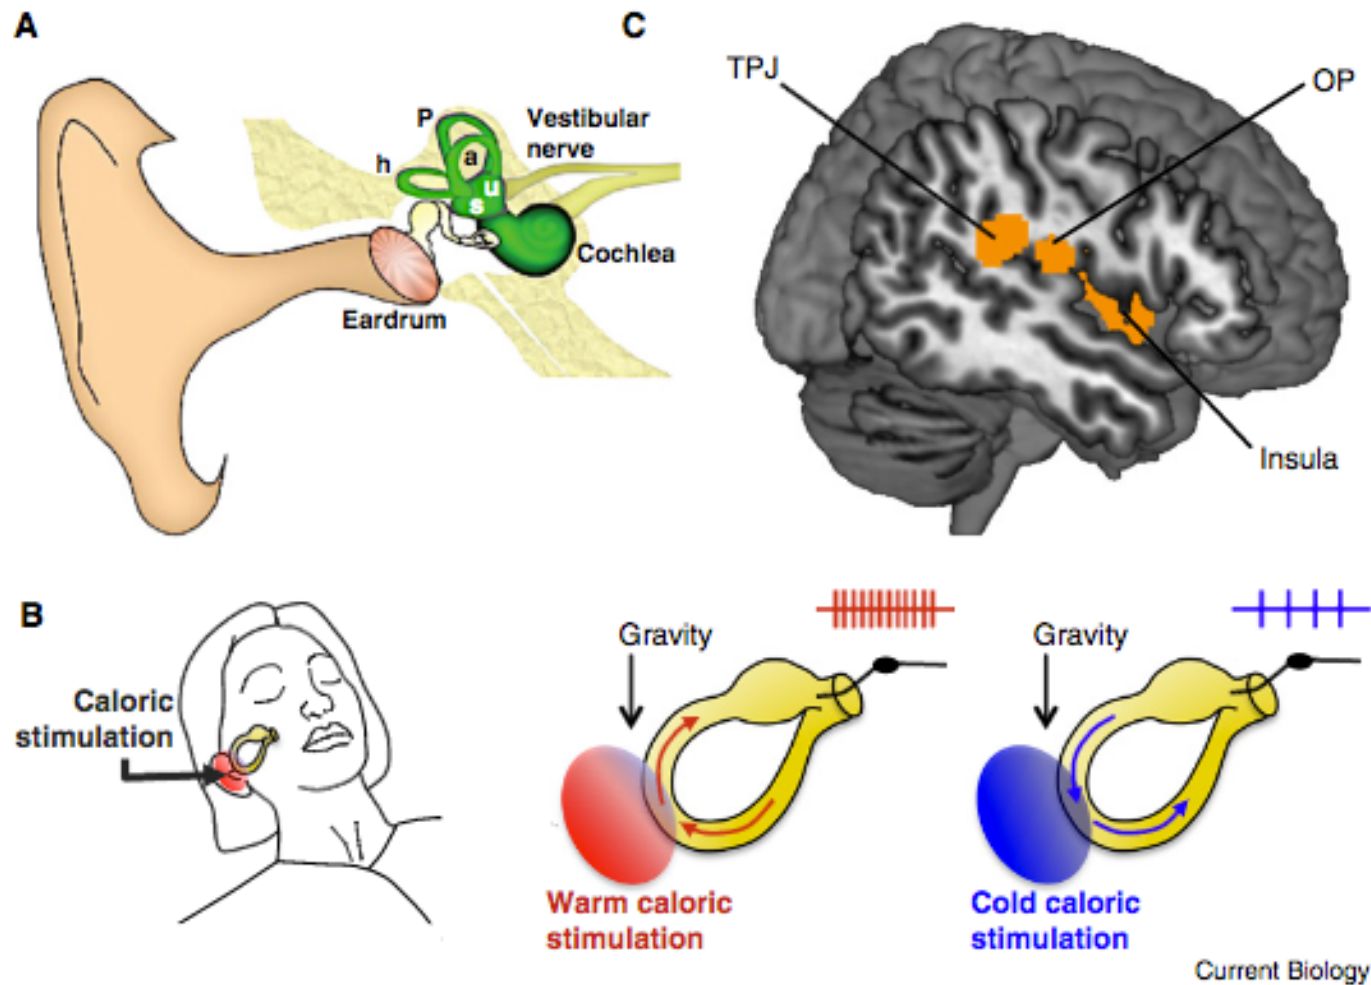 A
P
a
h
u
s
Vestibular
nerve
Cochlea
Eardrum
C
TPJ
OP
Insula
B
Caloric
stimulation
Gravity
Warm caloric
stimulation
Gravity
Cold caloric
stimulation
Current Biology